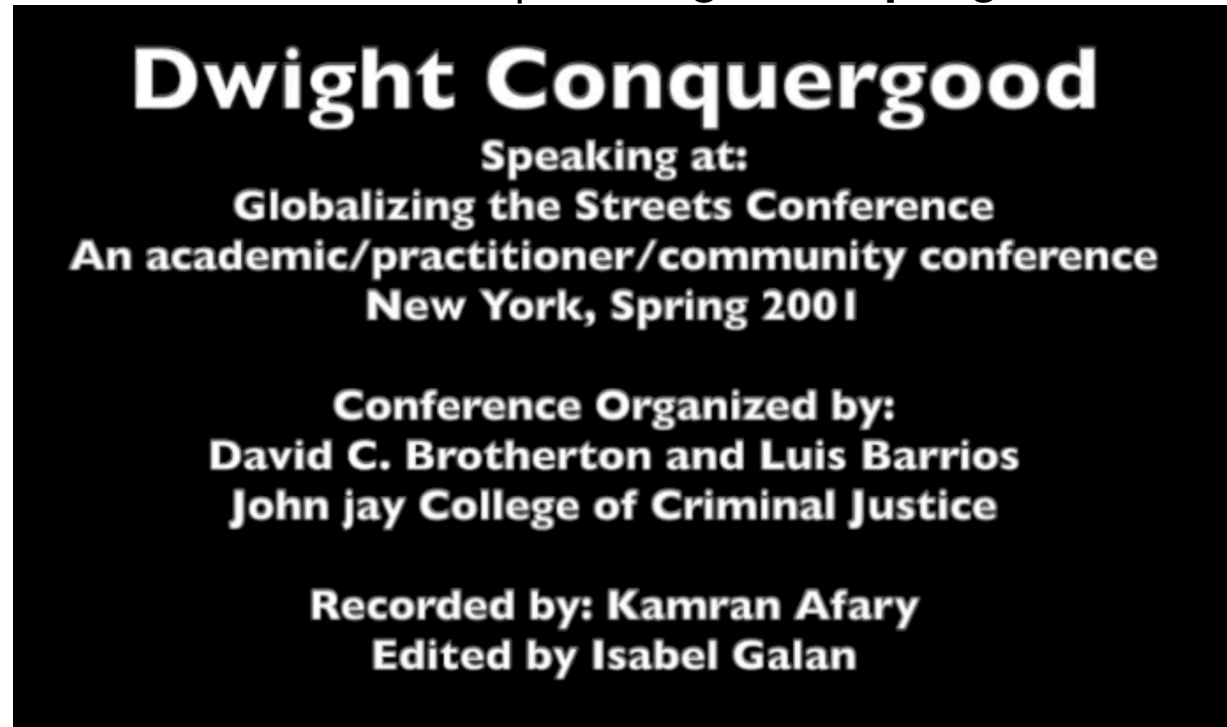 Dwight Conquergood
Speaking at:
Globalizing the Streets Conference
An academic/practitioner/community conference
New York, Spring 2001
Conference Organized by:
David C. Brotherton and Luis Barrios
John jay College of Criminal Justice
Recorded by: Kamran Afary
Edited by Isabel Galan